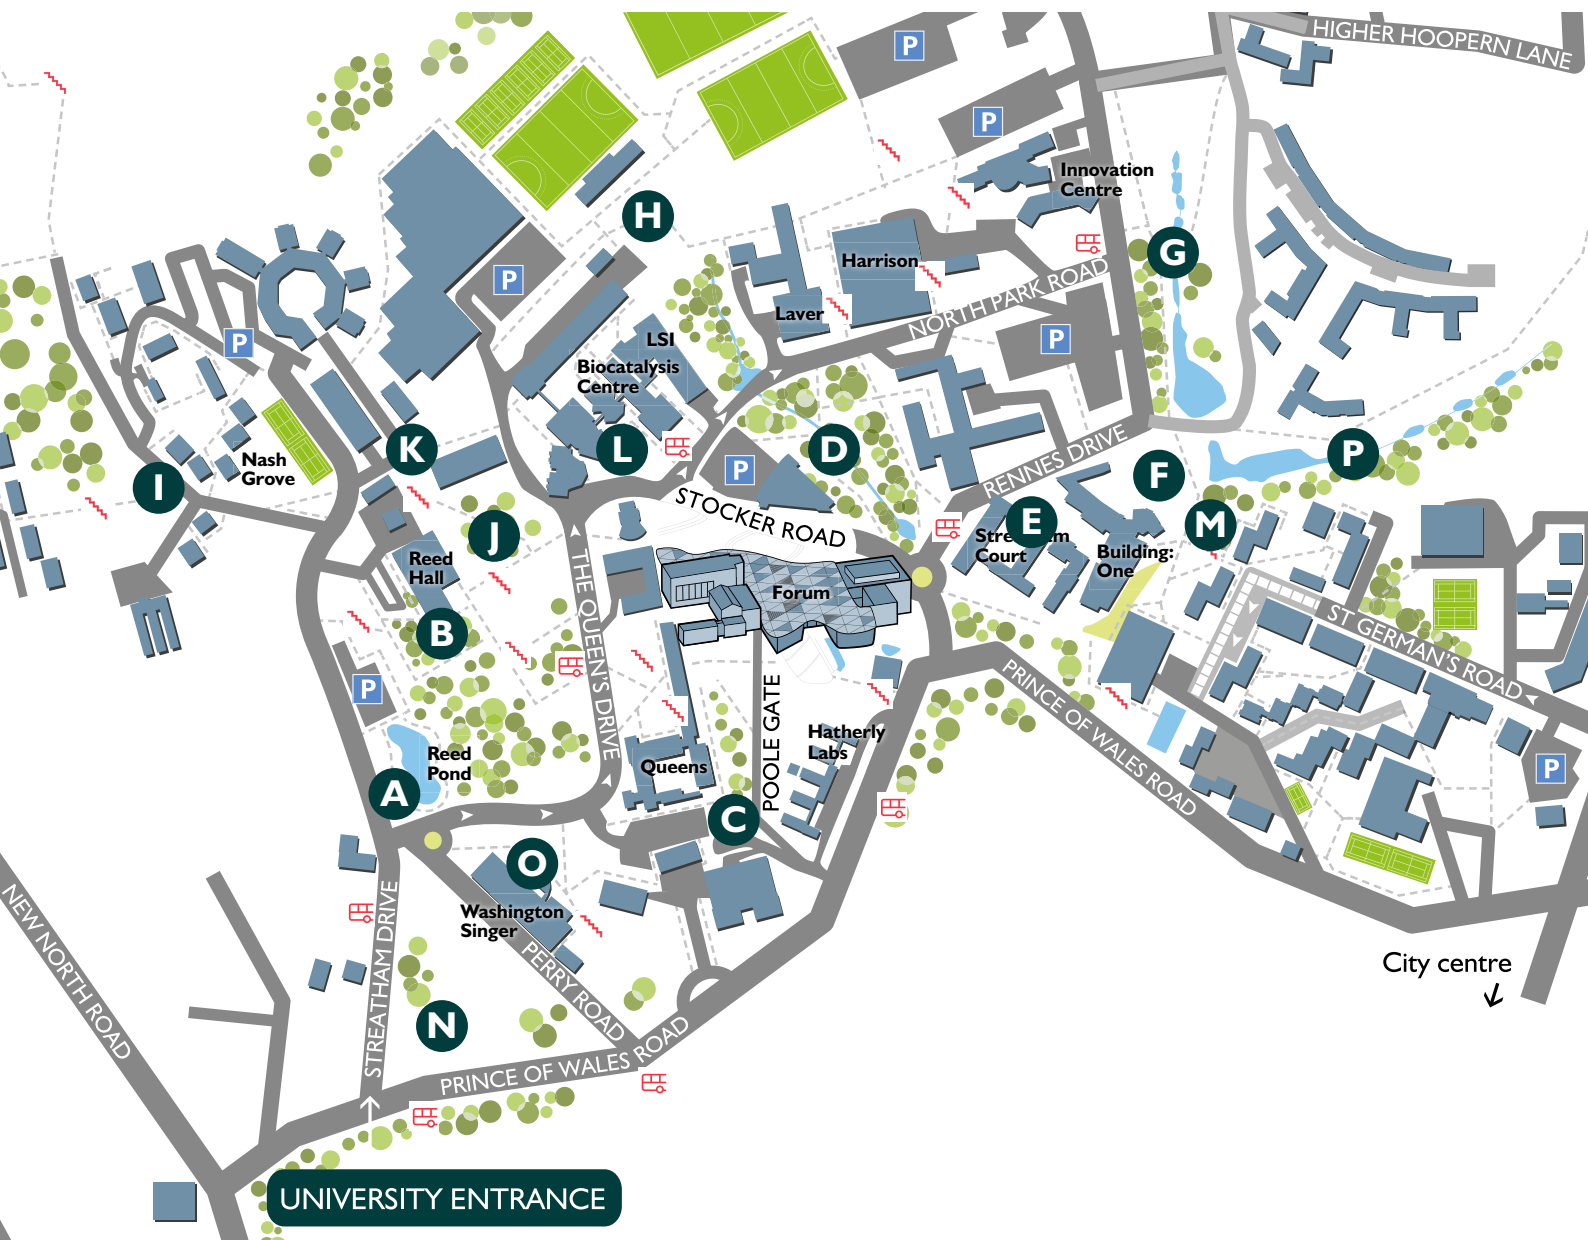 HIGHER HOOPERN LANE
P
P
Innovation
Centre
H
G
Harrison
P
NORTH PARK ROAD
Laver
P
LSI
P
Biocatalysis
Centre
K
L
D
P
Nash
Grove
I
P
F
RENNES DRIVE
STOCKER ROAD
J
E
M
Court
Building:
One
Reed
Hall
Forum
THE QUEEN'S DRIVE
B
ST GERMAN'S ROAD
P
PRINCE OF WALES ROAD
POOLE GATE
Hatherly
Labs
Reed
Pond
Queens
P
A
C
O
Washington
Singer
NEW NORTH ROAD
STREATHAM DRIVE
PERRY ROAD
City centre
N
PRINCE OF WALES ROAD
UNIVERSITY ENTRANCE